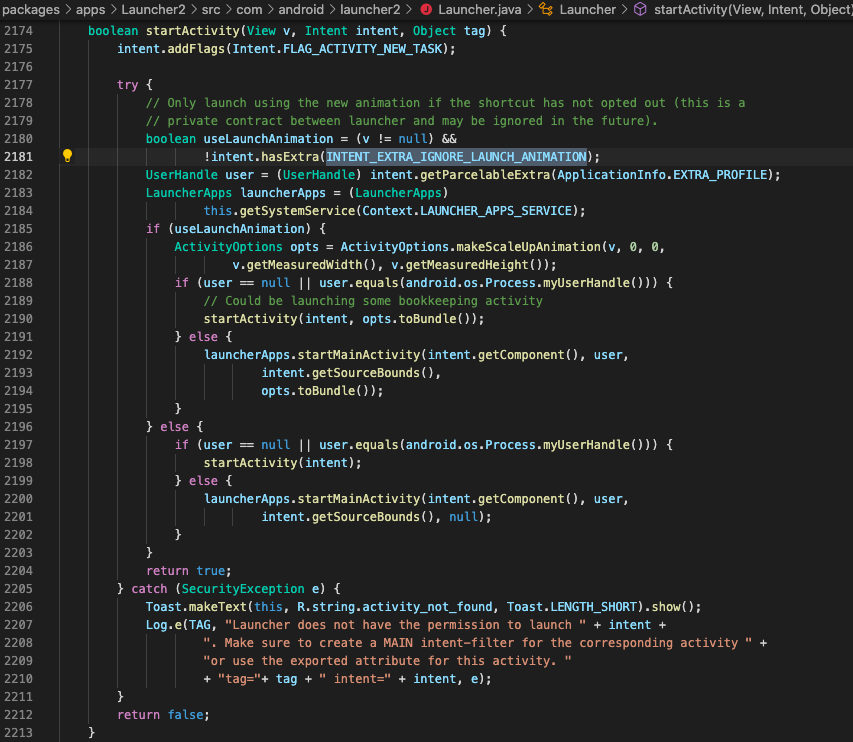 packages > apps > Launcher2 > src > com > android > launcher2 > J Launcher.java > Launcher > startActivity(View, Intent, Object)
2174 boolean startActivity(View v, Intent intent, Object tag) {
2175 intent.addFlags(Intent.FLAG_ACTIVITY_NEW_TASK);
2176
2177 try {
2178 // Only launch using the new animation if the shortcut has not opted out (this is a
2179 // private contract between launcher and may be ignored in the future).
2180 boolean useLaunchAnimation = (v != null) &&
2181 !intent.hasExtra(INTENT_EXTRA_IGNORE_LAUNCH_ANIMATION);
2182 UserHandle user = (UserHandle) intent.getParcelableExtra(ApplicationInfo.EXTRA_PROFILE);
2183 LauncherApps launcherApps = (LauncherApps)
2184 this.getSystemService(Context.LAUNCHER_APPS_SERVICE);
2185 if (useLaunchAnimation) {
2186 ActivityOptions opts = ActivityOptions.makeScaleUpAnimation(v, 0, 0,
2187 v.getMeasuredWidth(), v.getMeasuredHeight());
2188 if (user == null || user.equals(android.os.Process.myUserHandle())) {
2189 // Could be launching some bookkeeping activity
2190 startActivity(intent, opts.toBundle());
2191 } else {
2192 launcherApps.startMainActivity(intent.getComponent(), user,
2193 intent.getSourceBounds(),
2194 opts.toBundle());
2195 }
2196 } else {
2197 if (user == null || user.equals(android.os.Process.myUserHandle())) {
2198 startActivity(intent);
2199 } else {
2200 launcherApps.startMainActivity(intent.getComponent(), user,
2201 intent.getSourceBounds(), null);
2202 }
2203 }
2204 return true;
2205 } catch (SecurityException e) {
2206 Toast.makeText(this, R.string.activity_not_found, Toast.LENGTH_SHORT).show();
2207 Log.e(TAG, "Launcher does not have the permission to launch " + intent +
2208 ". Make sure to create a MAIN intent-filter for the corresponding activity " +
2209 "or use the exported attribute for this activity. "
2210 + "tag="+ tag + " intent=" + intent, e);
2211 }
2212 return false;
2213 }